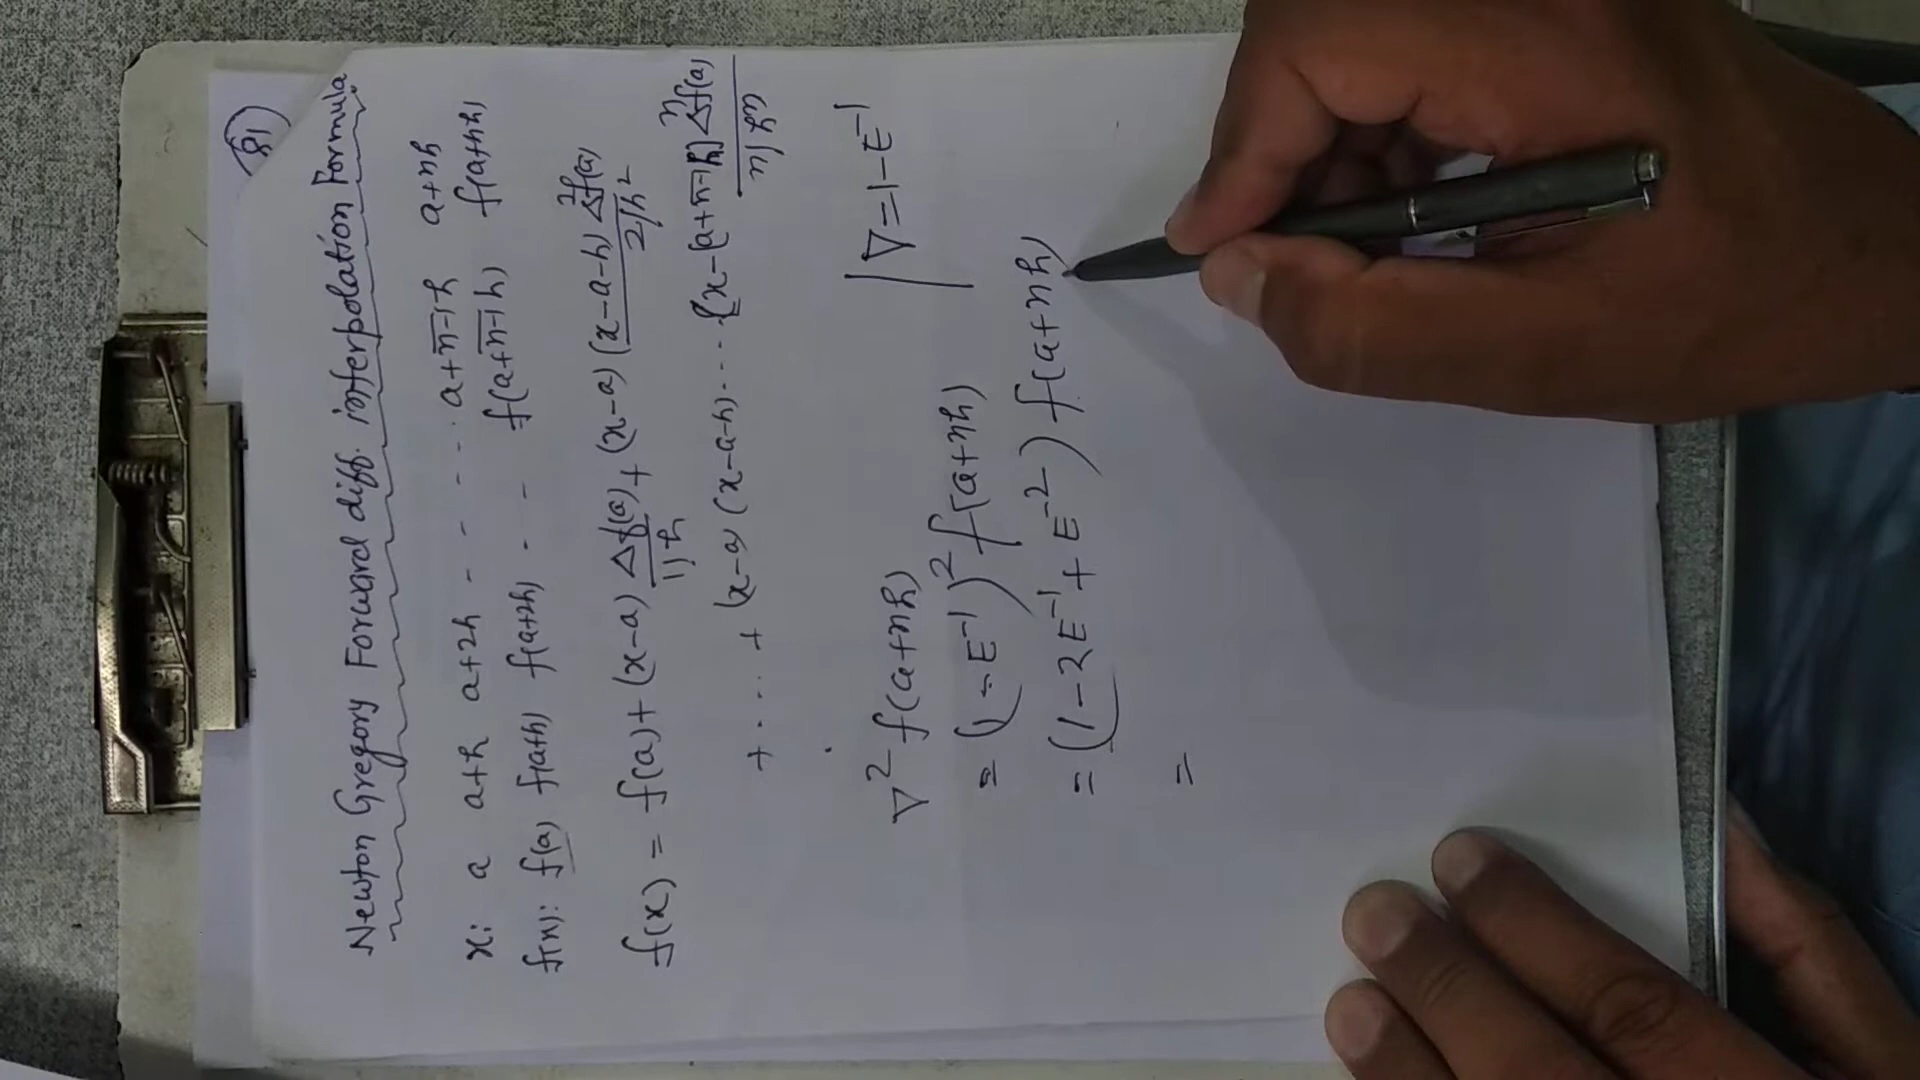 18
Newton Gregory Forward diff. interpolation Formula
x: a a+h a+2h - - - ... a+n-1h a+nh
f(x): f(a) f(a+h) f(a+2h) - - - f(a+n-1h) f(a+nh)
f(x) = f(a) + (x-a) Δf(a)/1!h + (x-a)(x-a-h) Δ²f(a)/2!h²
+ .... + (x-a)(x-a-h) .... {x-(a+n-1h)} Δⁿf(a)/n!hⁿ
∇² f(a+nh) | ∇=1-E⁻¹
= (1-E⁻¹)² f(a+nh)
= (1-2E⁻¹+E⁻²) f(a+nh)
=